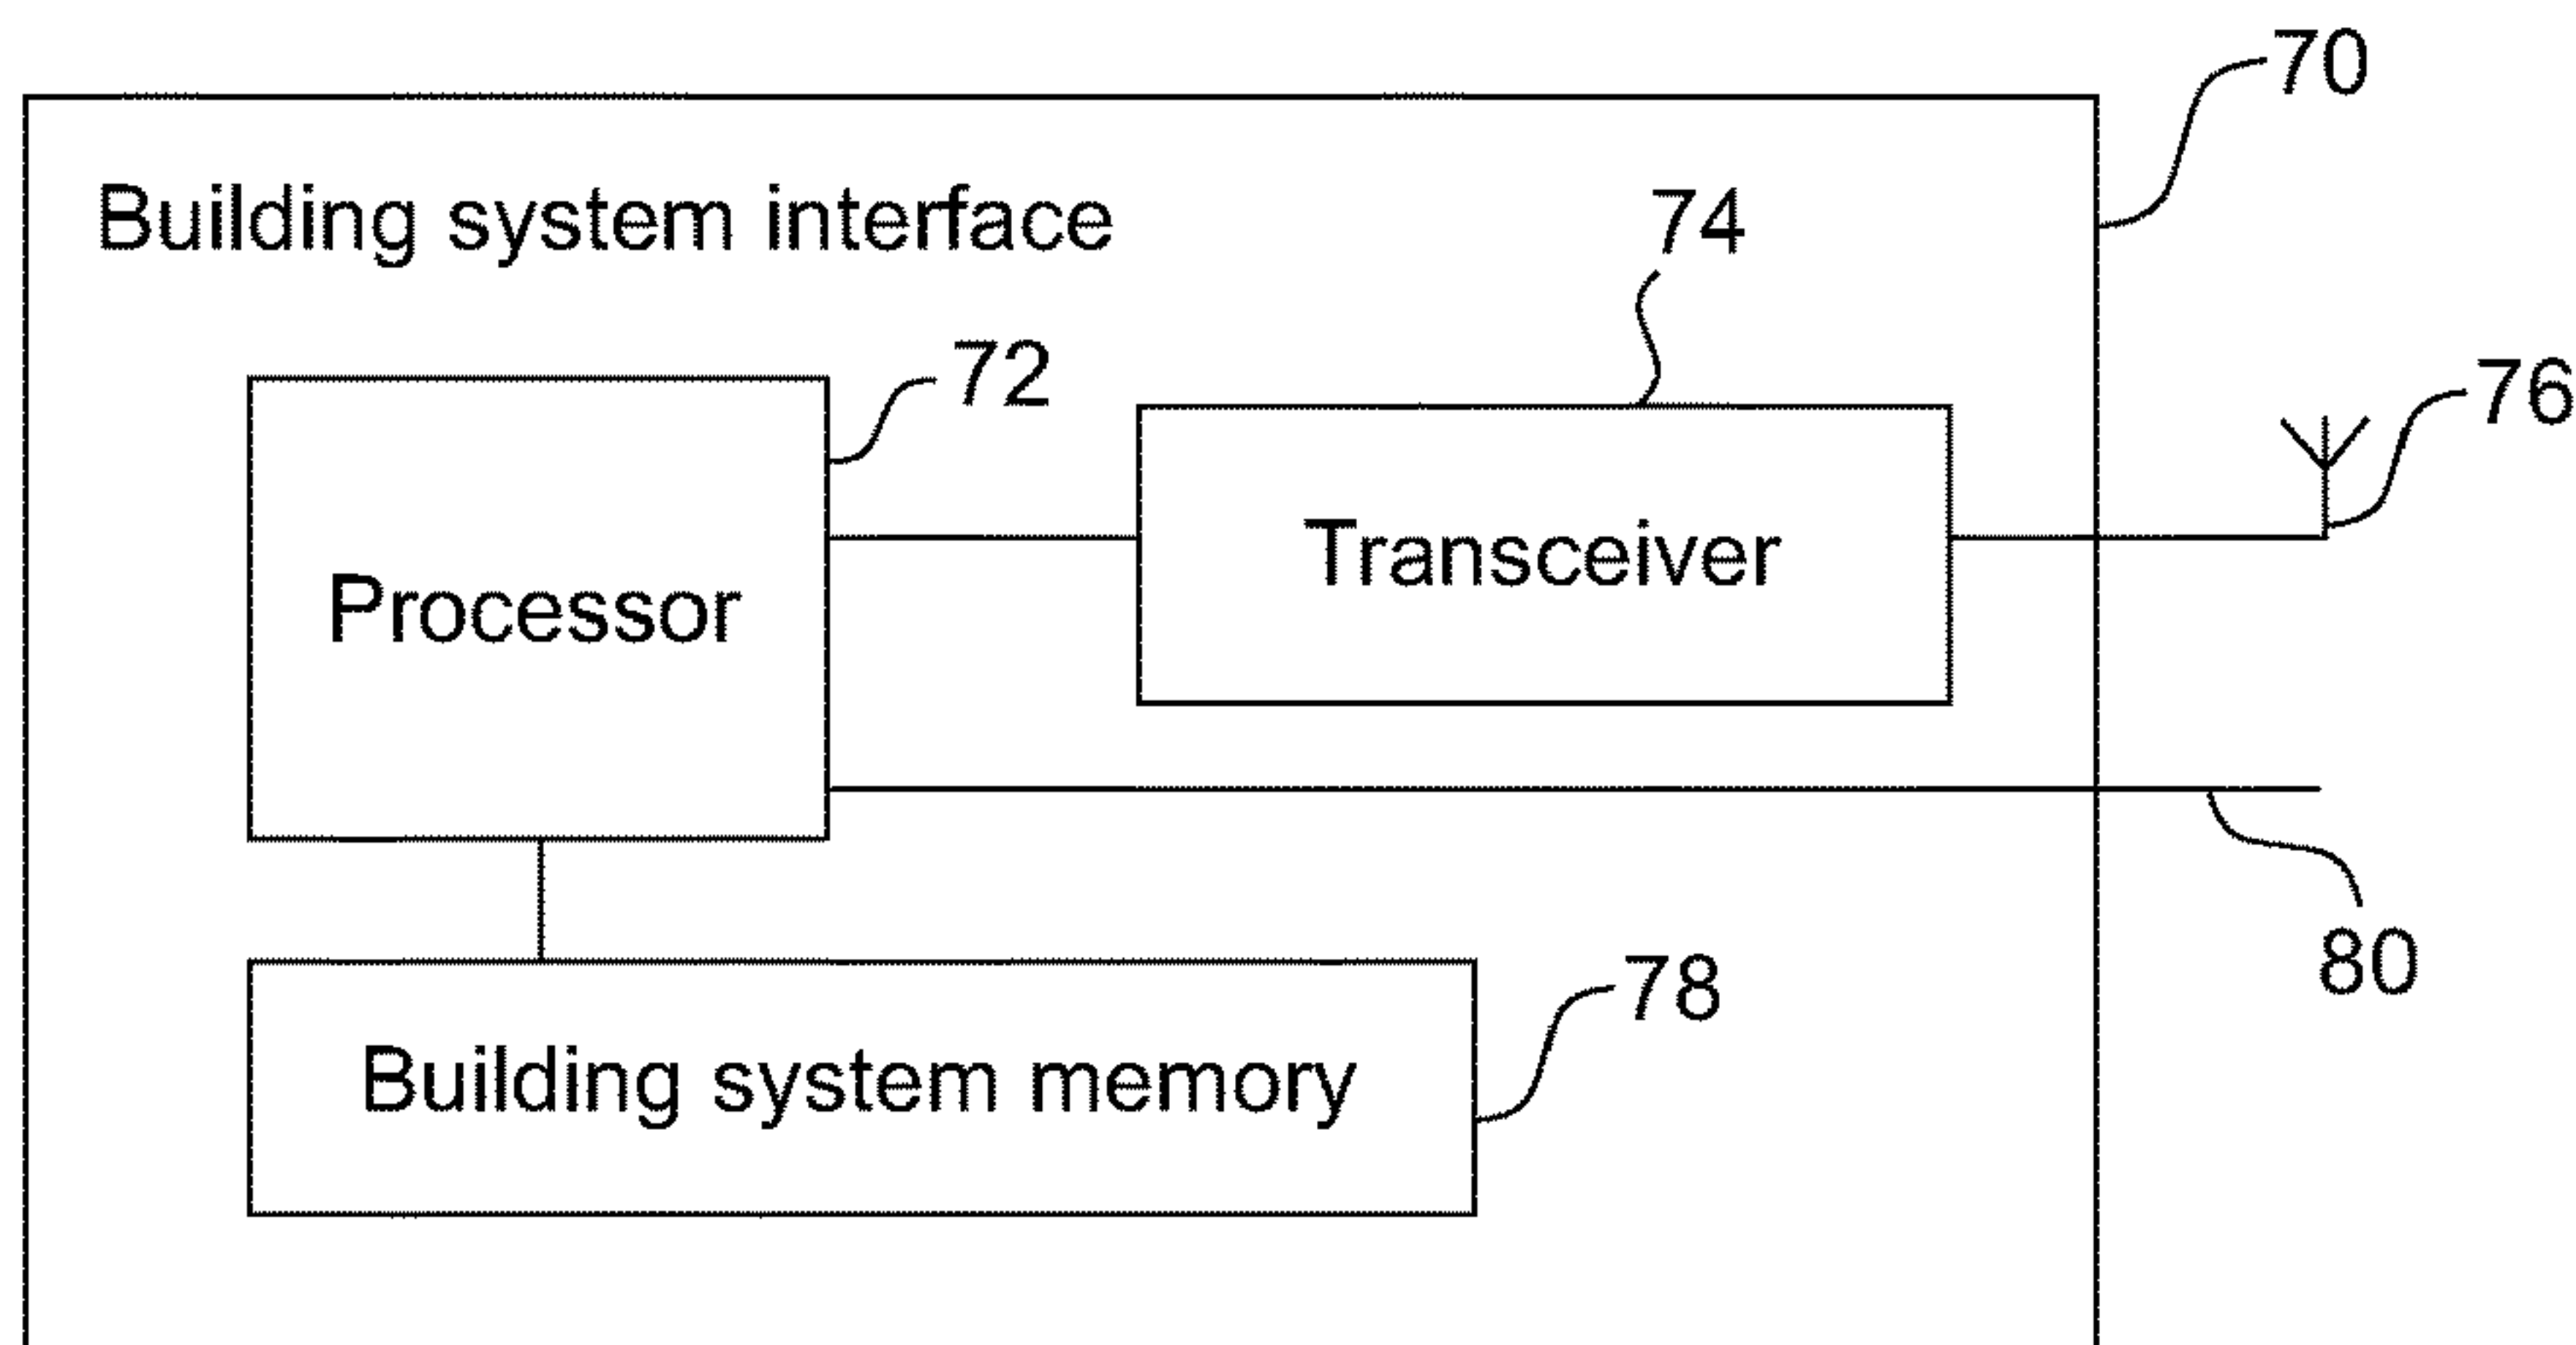 70
Building system interface
74
72
76
Transceiver
Processor
80
78
Building system memory